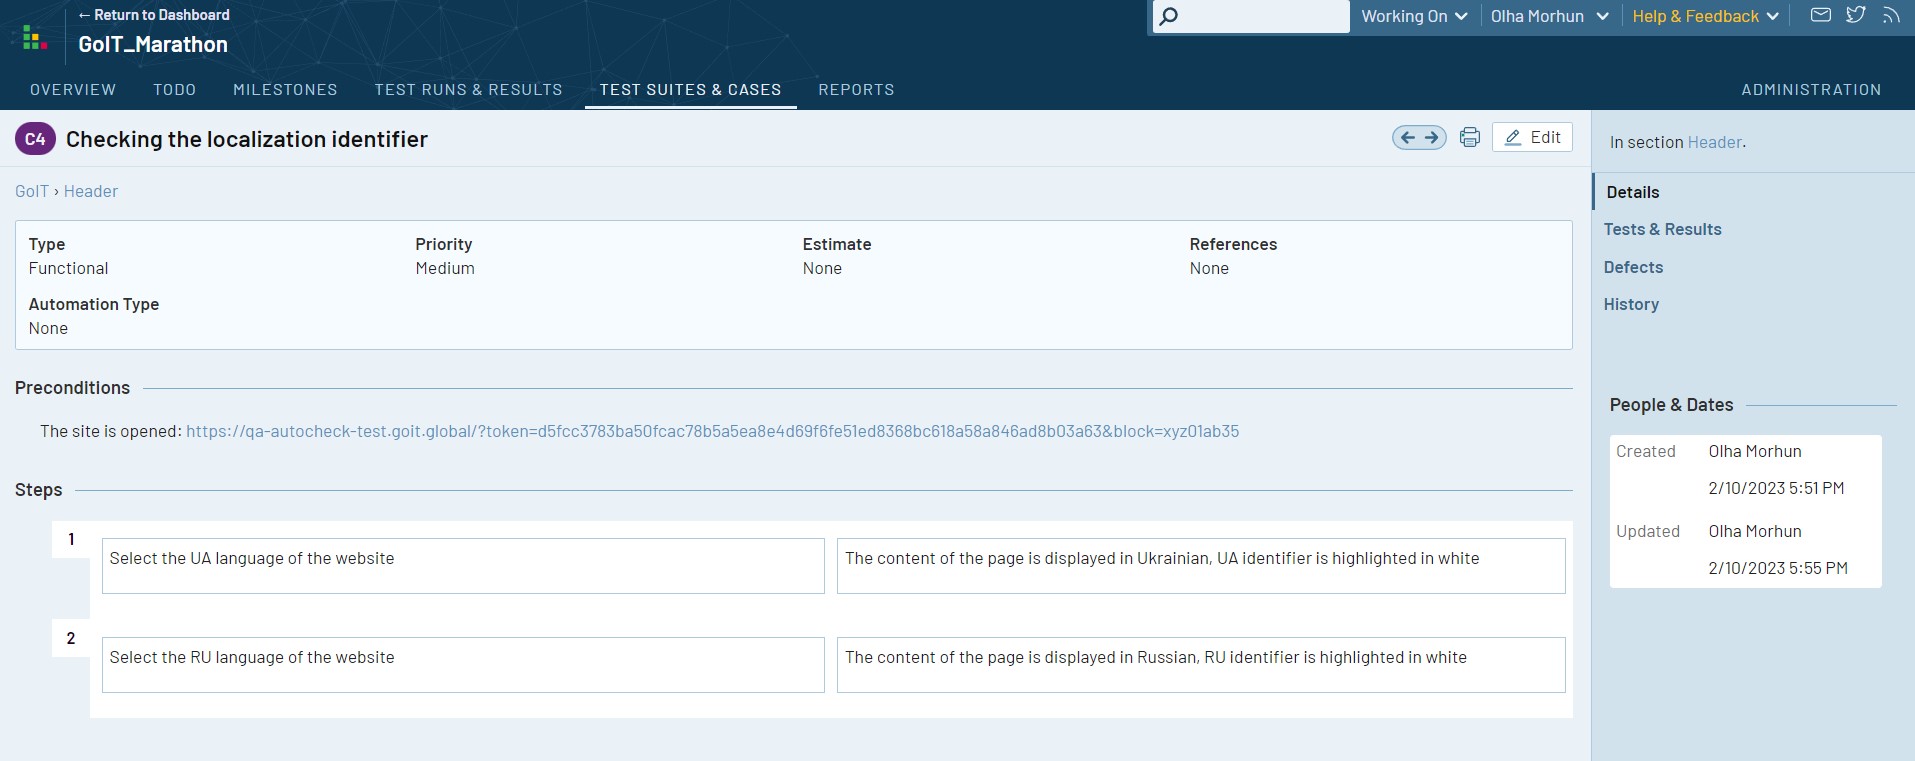 ← Return to Dashboard
GoIT_Marathon
Working On
Olha Morhun
Help & Feedback
OVERVIEW
TODO
MILESTONES
TEST RUNS & RESULTS
TEST SUITES & CASES
REPORTS
ADMINISTRATION
C4 Checking the localization identifier
Edit
GoIT › Header
Type
Functional
Priority
Medium
Estimate
None
References
None
Automation Type
None
Preconditions
The site is opened: https://qa-autocheck-test.goit.global/?token=d5fcc3783ba50fcac78b5a5ea8e4d69f6fe51ed8368bc618a58a846ad8b03a63&block=xyz01ab35
Steps
1
Select the UA language of the website
The content of the page is displayed in Ukrainian, UA identifier is highlighted in white
2
Select the RU language of the website
The content of the page is displayed in Russian, RU identifier is highlighted in white
In section Header.
Details
Tests & Results
Defects
History
People & Dates
Created Olha Morhun
2/10/2023 5:51 PM
Updated Olha Morhun
2/10/2023 5:55 PM